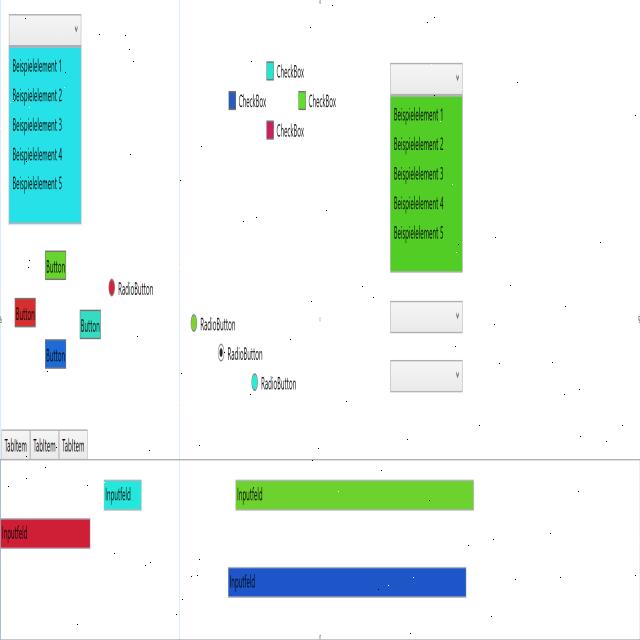 Beispielelement 1
Beispielelement 2
Beispielelement 3
Beispielelement 4
Beispielelement 5
CheckBox
CheckBox
CheckBox
CheckBox
Beispielelement 1
Beispielelement 2
Beispielelement 3
Beispielelement 4
Beispielelement 5
Button
Button
Button
Button
RadioButton
RadioButton
RadioButton
RadioButton
TabItem TabItem TabItem
Inputfeld
Inputfeld
Inputfeld
Inputfeld